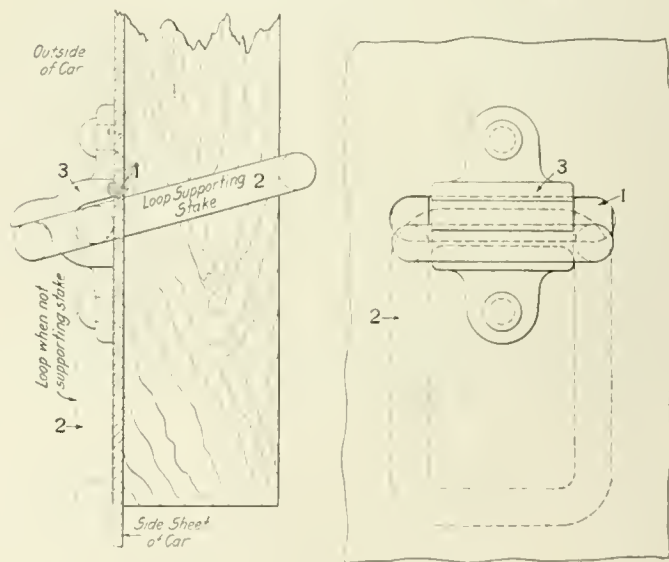 Outside
of Car
3
1
Loop Supporting
Stake
2
Loop when not
supporting stake
2
Side Sheet
of Car
3
1
2